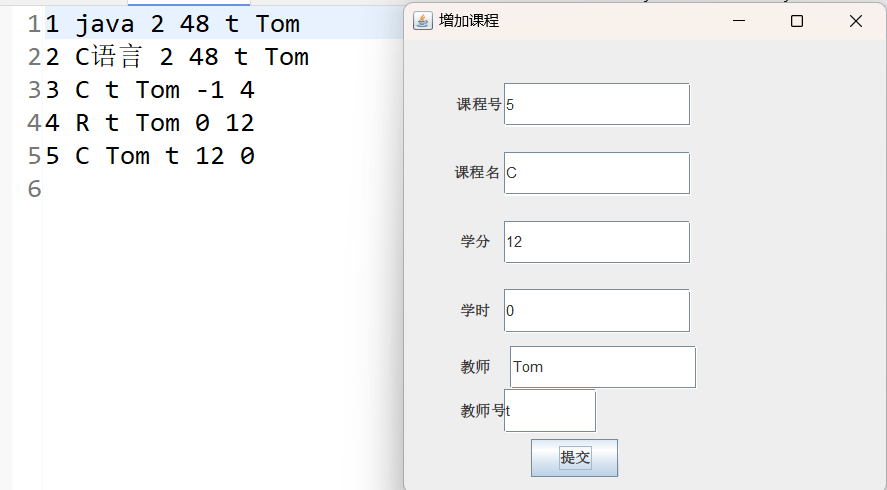 1 1 java 2 48 t Tom
2 2 C语言 2 48 t Tom
3 3 C t Tom -1 4
4 4 R t Tom 0 12
5 5 C Tom t 12 0
6
增加课程
课程号 5
课程名 C
学分 12
学时 0
教师 Tom
教师号 t
提交